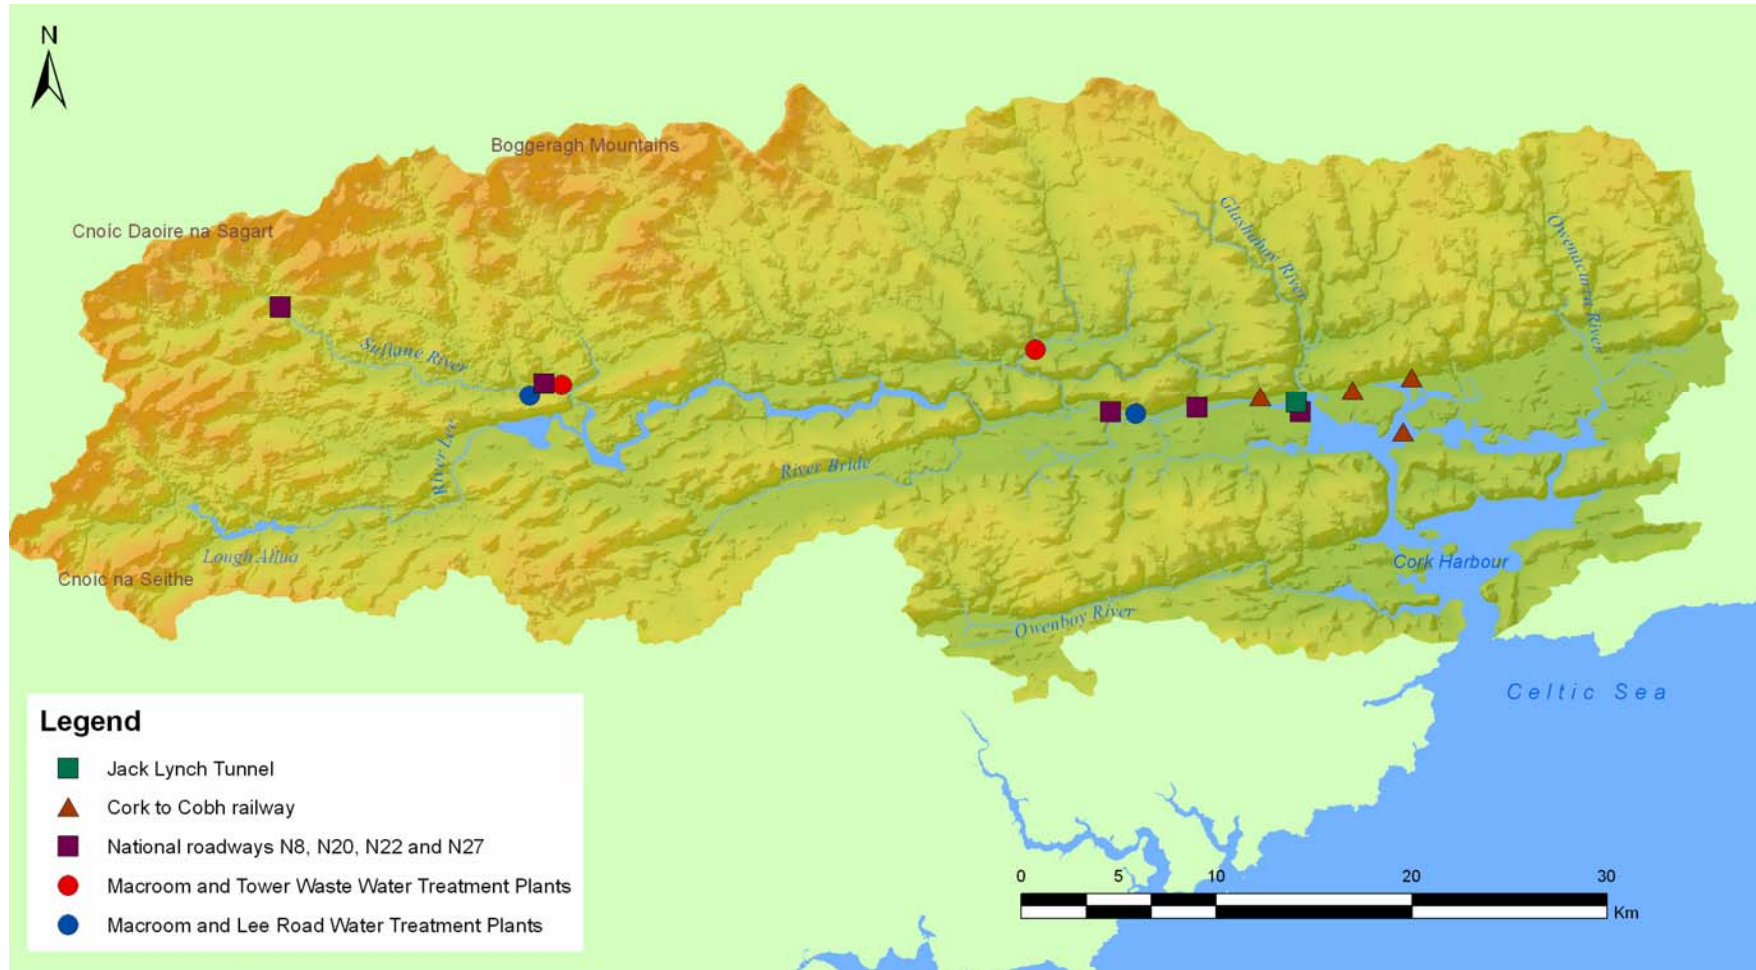 N
Boggeragh Mountains
Cnoíc Daoire na Sagart
Glashaboy River
Owenacurra River
Sullane River
River Lee
River Bride
Lough Allua
Cnoic na Seithe
Cork Harbour
Owenboy River
Celtic Sea
Legend
Jack Lynch Tunnel
Cork to Cobh railway
National roadways N8, N20, N22 and N27
Macroom and Tower Waste Water Treatment Plants
Macroom and Lee Road Water Treatment Plants
0 5 10 20 30
Km